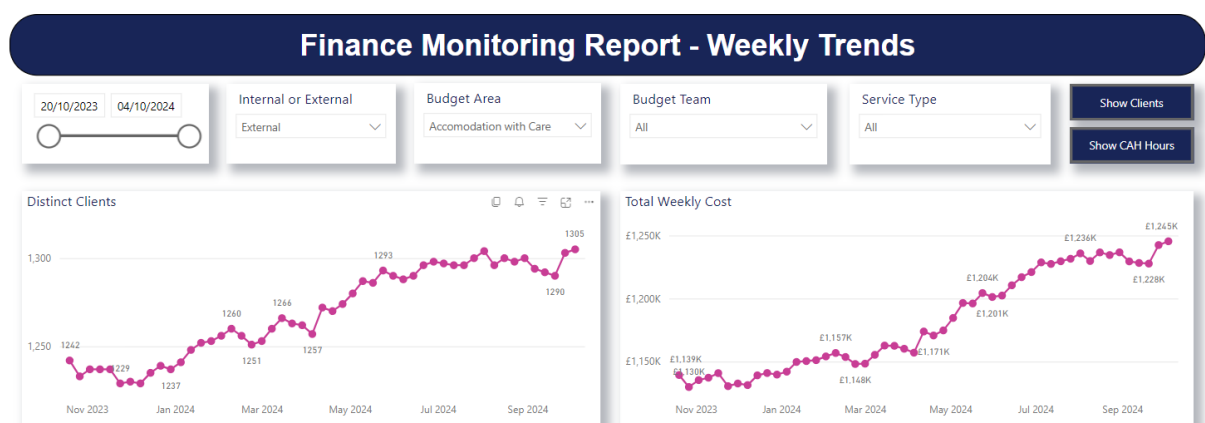 Finance Monitoring Report - Weekly Trends
20/10/2023 04/10/2024
Internal or External
External
Budget Area
Accomodation with Care
Budget Team
All
Service Type
All
Show Clients
Show CAH Hours
Distinct Clients
1,300
1,250
1242
1229
1237
1260
1251
1266
1257
1293
1290
1305
Nov 2023 Jan 2024 Mar 2024 May 2024 Jul 2024 Sep 2024
Total Weekly Cost
£1,250K
£1,200K
£1,150K
£1,139K
£1,130K
£1,157K
£1,148K
£1,171K
£1,204K
£1,201K
£1,236K
£1,228K
£1,245K
Nov 2023 Jan 2024 Mar 2024 May 2024 Jul 2024 Sep 2024